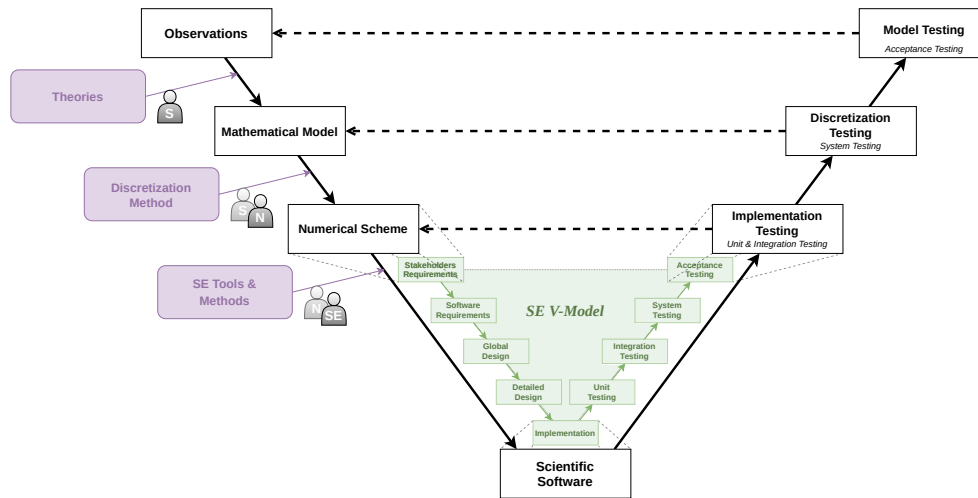 Observations
Model Testing
Acceptance Testing
Theories
S
Mathematical Model
Discretization
Testing
System Testing
Discretization
Method
S
N
Numerical Scheme
Implementation
Testing
Unit & Integration Testing
SE Tools &
Methods
N
SE
Stakeholders
Requirements
Acceptance
Testing
Software
Requirements
SE V-Model
System
Testing
Global
Design
Integration
Testing
Detailed
Design
Unit
Testing
Implementation
Scientific
Software